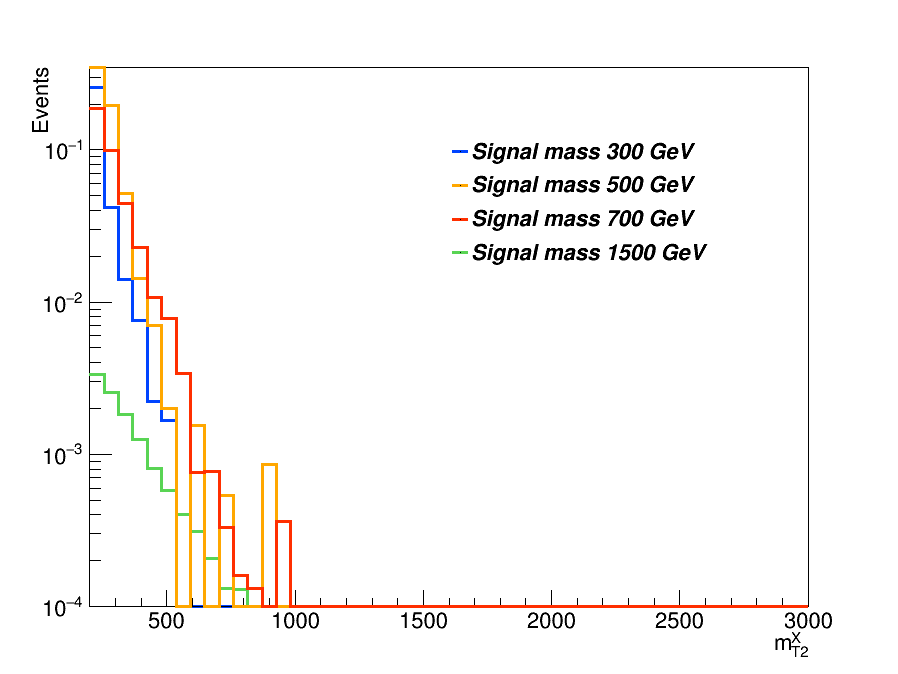 Events
10⁻¹
10⁻²
10⁻³
10⁻⁴
Signal mass 300 GeV
Signal mass 500 GeV
Signal mass 700 GeV
Signal mass 1500 GeV
500 1000 1500 2000 2500 3000
m^X_T2